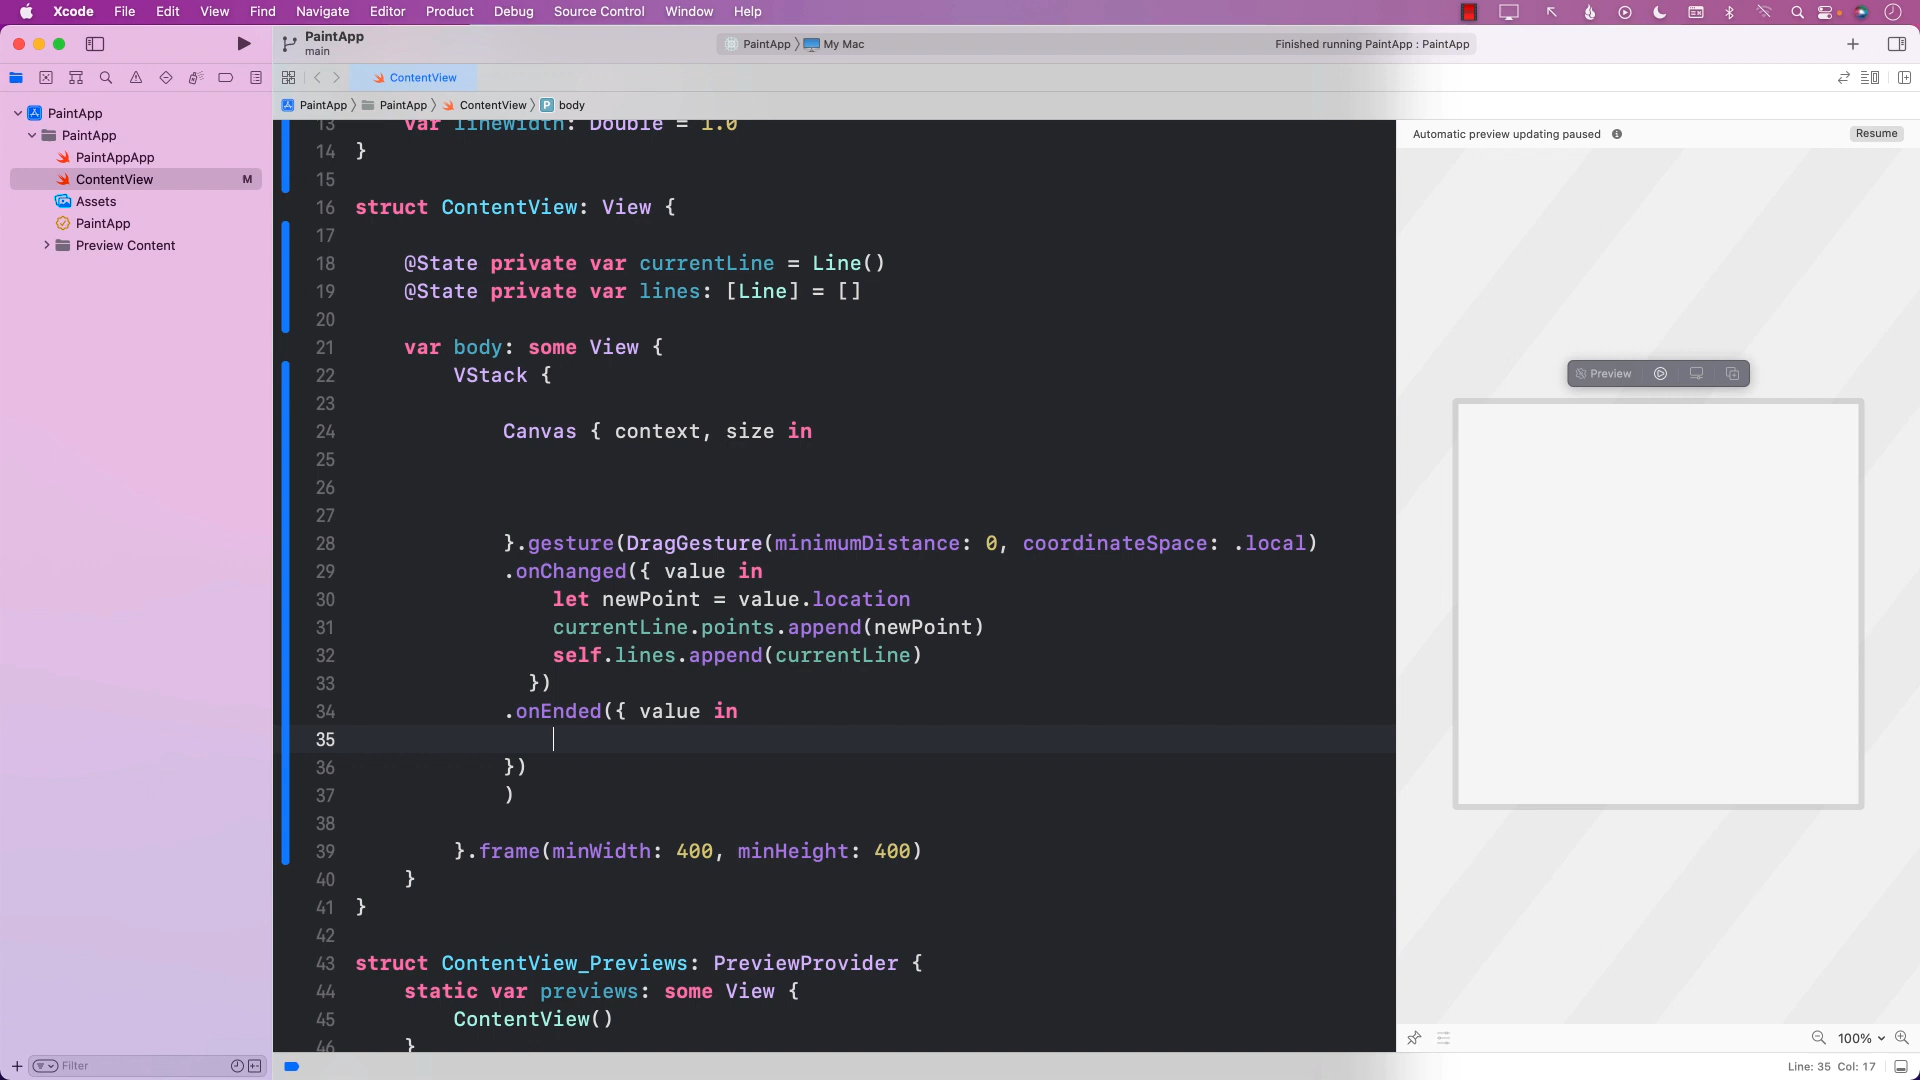 Xcode File Edit View Find Navigate Editor Product Debug Source Control Window Help
PaintApp
main
PaintApp My Mac
Finished running PaintApp : PaintApp
ContentView
PaintApp PaintApp ContentView P body
PaintApp
PaintApp
PaintAppApp
ContentView M
Assets
PaintApp
Preview Content
Filter
13 var lineWidth: Double = 1.0
14 }
15
16 struct ContentView: View {
17
18 @State private var currentLine = Line()
19 @State private var lines: [Line] = []
20
21 var body: some View {
22 VStack {
23
24 Canvas { context, size in
25
26
27
28 }.gesture(DragGesture(minimumDistance: 0, coordinateSpace: .local)
29 .onChanged({ value in
30 let newPoint = value.location
31 currentLine.points.append(newPoint)
32 self.lines.append(currentLine)
33 })
34 .onEnded({ value in
35
36 })
37 )
38
39 }.frame(minWidth: 400, minHeight: 400)
40 }
41 }
42
43 struct ContentView_Previews: PreviewProvider {
44 static var previews: some View {
45 ContentView()
46 }
Automatic preview updating paused
Resume
Preview
100%
Line: 35 Col: 17